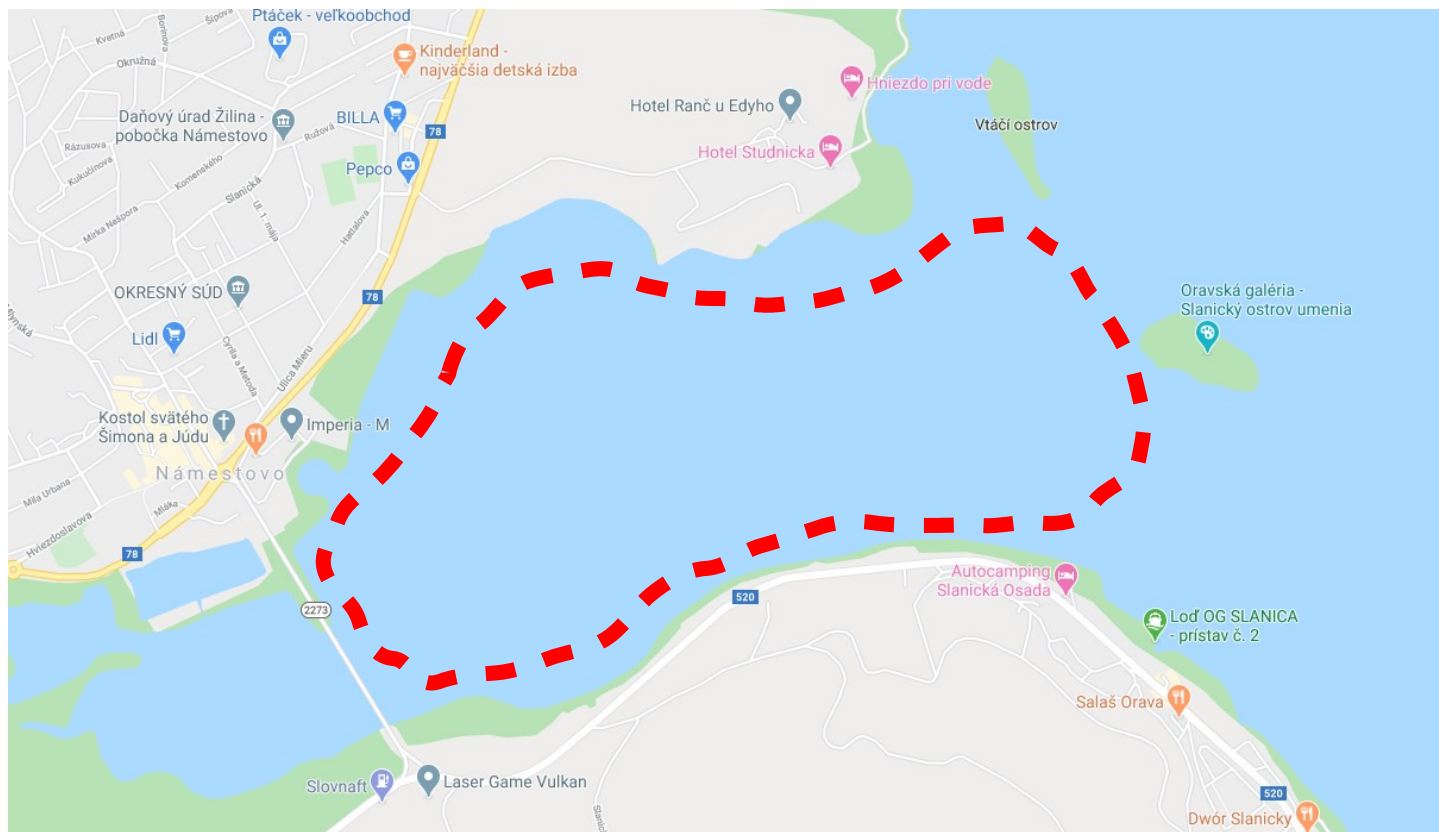 Ptáček - veľkoobchod
Šípová
Borinova
Kvetná
Okružná
Kinderland -
najväčšia detská izba
Hniezdo pri vode
Hotel Ranč u Edyho
Vtáčí ostrov
Daňový úrad Žilina -
pobočka Námestovo
BILLA
78
Ružová
Rázusova
Hotel Studnicka
Kukučínova
Komenského
Pepco
Slanická
Mirka Nešpora
Ul. 1. mája
Hattalova
OKRESNÝ SÚD
78
Oravská galéria -
Slanický ostrov umenia
Mlynská
Lidl
Cyrila a Metoda
Ulica Mieru
Kostol svätého
Šimona a Júdu
Imperia - M
Námestovo
Mila Urbana
Mláka
Hviezdoslavova
78
Autocamping
Slanická Osada
520
2273
Loď OG SLANICA
- prístav č. 2
Salaš Orava
Slovnaft
Laser Game Vulkan
520
Dwór Slanicky